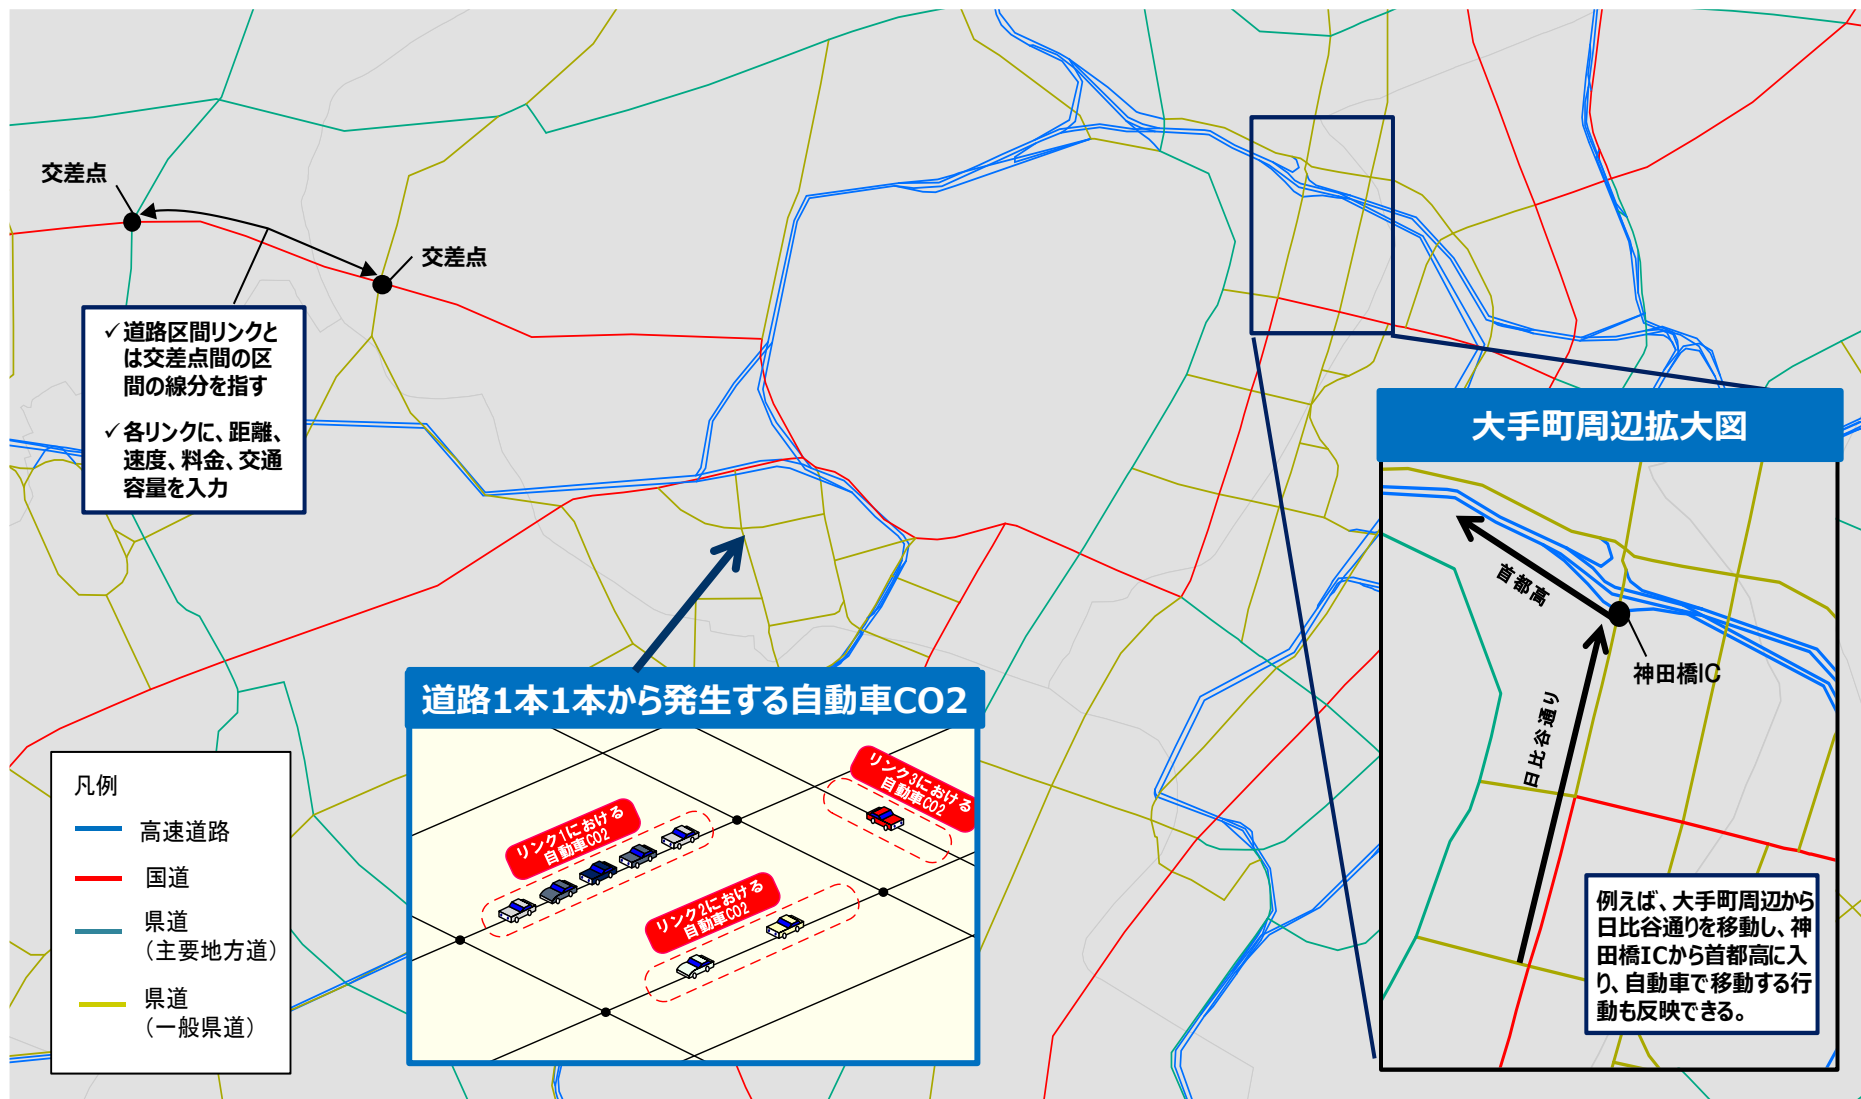 交差点
交差点
✓道路区間リンクと
は交差点間の区
間の線分を指す
✓各リンクに、距離、
速度、料金、交通
容量を入力
大手町周辺拡大図
首都高
神田橋IC
日比谷通り
例えば、大手町周辺から
日比谷通りを移動し、神
田橋ICから首都高に入
り、自動車で移動する行
動も反映できる。
道路1本1本から発生する自動車CO2
リンク1における
自動車CO2
リンク2における
自動車CO2
リンク3における
自動車CO2
凡例
高速道路
国道
県道
（主要地方道）
県道
（一般県道）